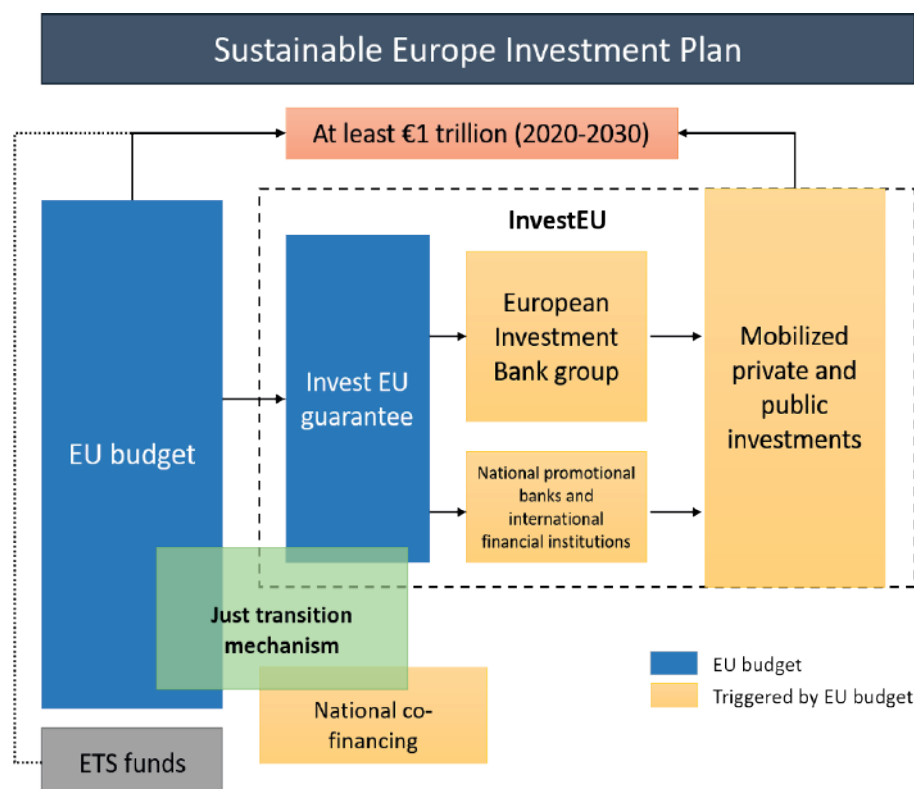 Sustainable Europe Investment Plan
At least €1 trillion (2020-2030)
InvestEU
EU budget
Invest EU
guarantee
European
Investment
Bank group
National promotional
banks and
international
financial institutions
Mobilized
private and
public
investments
Just transition
mechanism
National co-
financing
ETS funds
EU budget
Triggered by EU budget